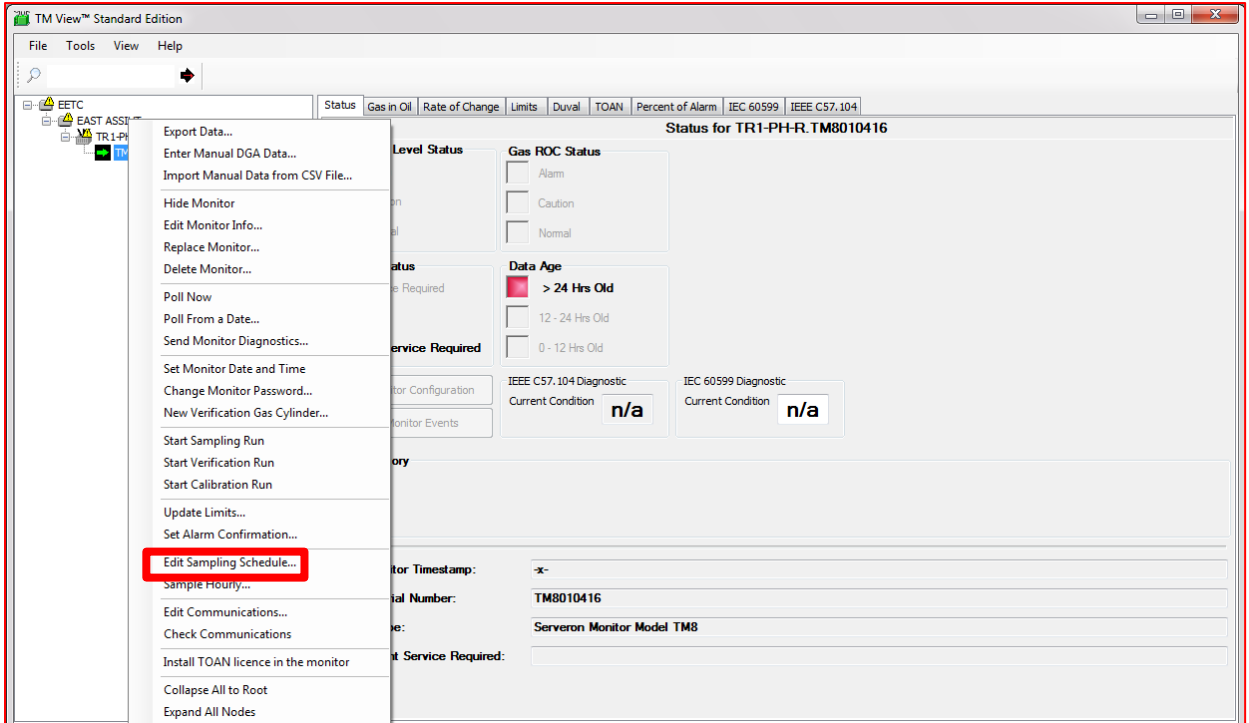 TM View™ Standard Edition
File Tools View Help
EETC
EAST ASSIUT
TR1-PH
TM
Export Data...
Enter Manual DGA Data...
Import Manual Data from CSV File...
Hide Monitor
Edit Monitor Info...
Replace Monitor...
Delete Monitor...
Poll Now
Poll From a Date...
Send Monitor Diagnostics...
Set Monitor Date and Time
Change Monitor Password...
New Verification Gas Cylinder...
Start Sampling Run
Start Verification Run
Start Calibration Run
Update Limits...
Set Alarm Confirmation...
Edit Sampling Schedule...
Sample Hourly...
Edit Communications...
Check Communications
Install TOAN licence in the monitor
Collapse All to Root
Expand All Nodes
Status Gas in Oil Rate of Change Limits Duval TOAN Percent of Alarm IEC 60599 IEEE C57.104
Status for TR1-PH-R.TM8010416
Level Status
Gas ROC Status
Alarm
Caution
Normal
Data Age
> 24 Hrs Old
12 - 24 Hrs Old
0 - 12 Hrs Old
e Required
ervice Required
tor Configuration
Monitor Events
IEEE C57.104 Diagnostic
Current Condition n/a
IEC 60599 Diagnostic
Current Condition n/a
ory
itor Timestamp: -x-
ial Number: TM8010416
pe: Serveron Monitor Model TM8
nt Service Required: